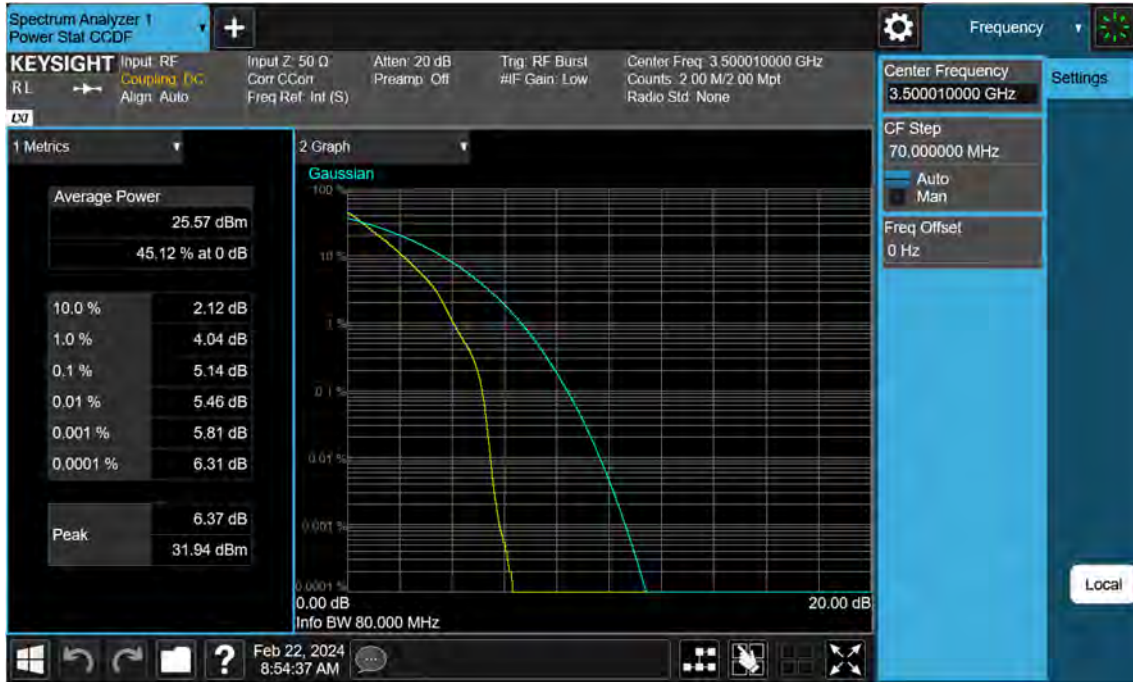 Spectrum Analyzer 1
Power Stat CCDF
Frequency
KEYSIGHT
RL
LXI
Input: RF
Coupling: DC
Align: Auto
Input Z: 50 Ω
Corr CCorr
Freq Ref: Int (S)
Atten: 20 dB
Preamp: Off
Trig: RF Burst
#IF Gain: Low
Center Freq: 3.500010000 GHz
Counts: 2.00 M/2.00 Mpt
Radio Std: None
Center Frequency
3.500010000 GHz
Settings
CF Step
70.000000 MHz
Auto
Man
Freq Offset
0 Hz
1 Metrics
Average Power
25.57 dBm
45.12 % at 0 dB
10.0 % 2.12 dB
1.0 % 4.04 dB
0.1 % 5.14 dB
0.01 % 5.46 dB
0.001 % 5.81 dB
0.0001 % 6.31 dB
Peak
6.37 dB
31.94 dBm
2 Graph
Gaussian
100 %
10 %
1 %
0.1 %
0.01 %
0.001 %
0.0001 %
0.00 dB
20.00 dB
Info BW 80.000 MHz
Local
?
Feb 22, 2024
8:54:37 AM